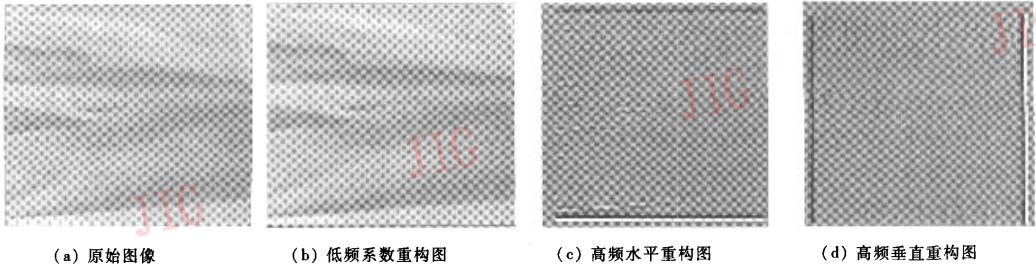 JIG
JIG
JIG
JI
(a) 原始图像
(b) 低频系数重构图
(c) 高频水平重构图
(d) 高频垂直重构图